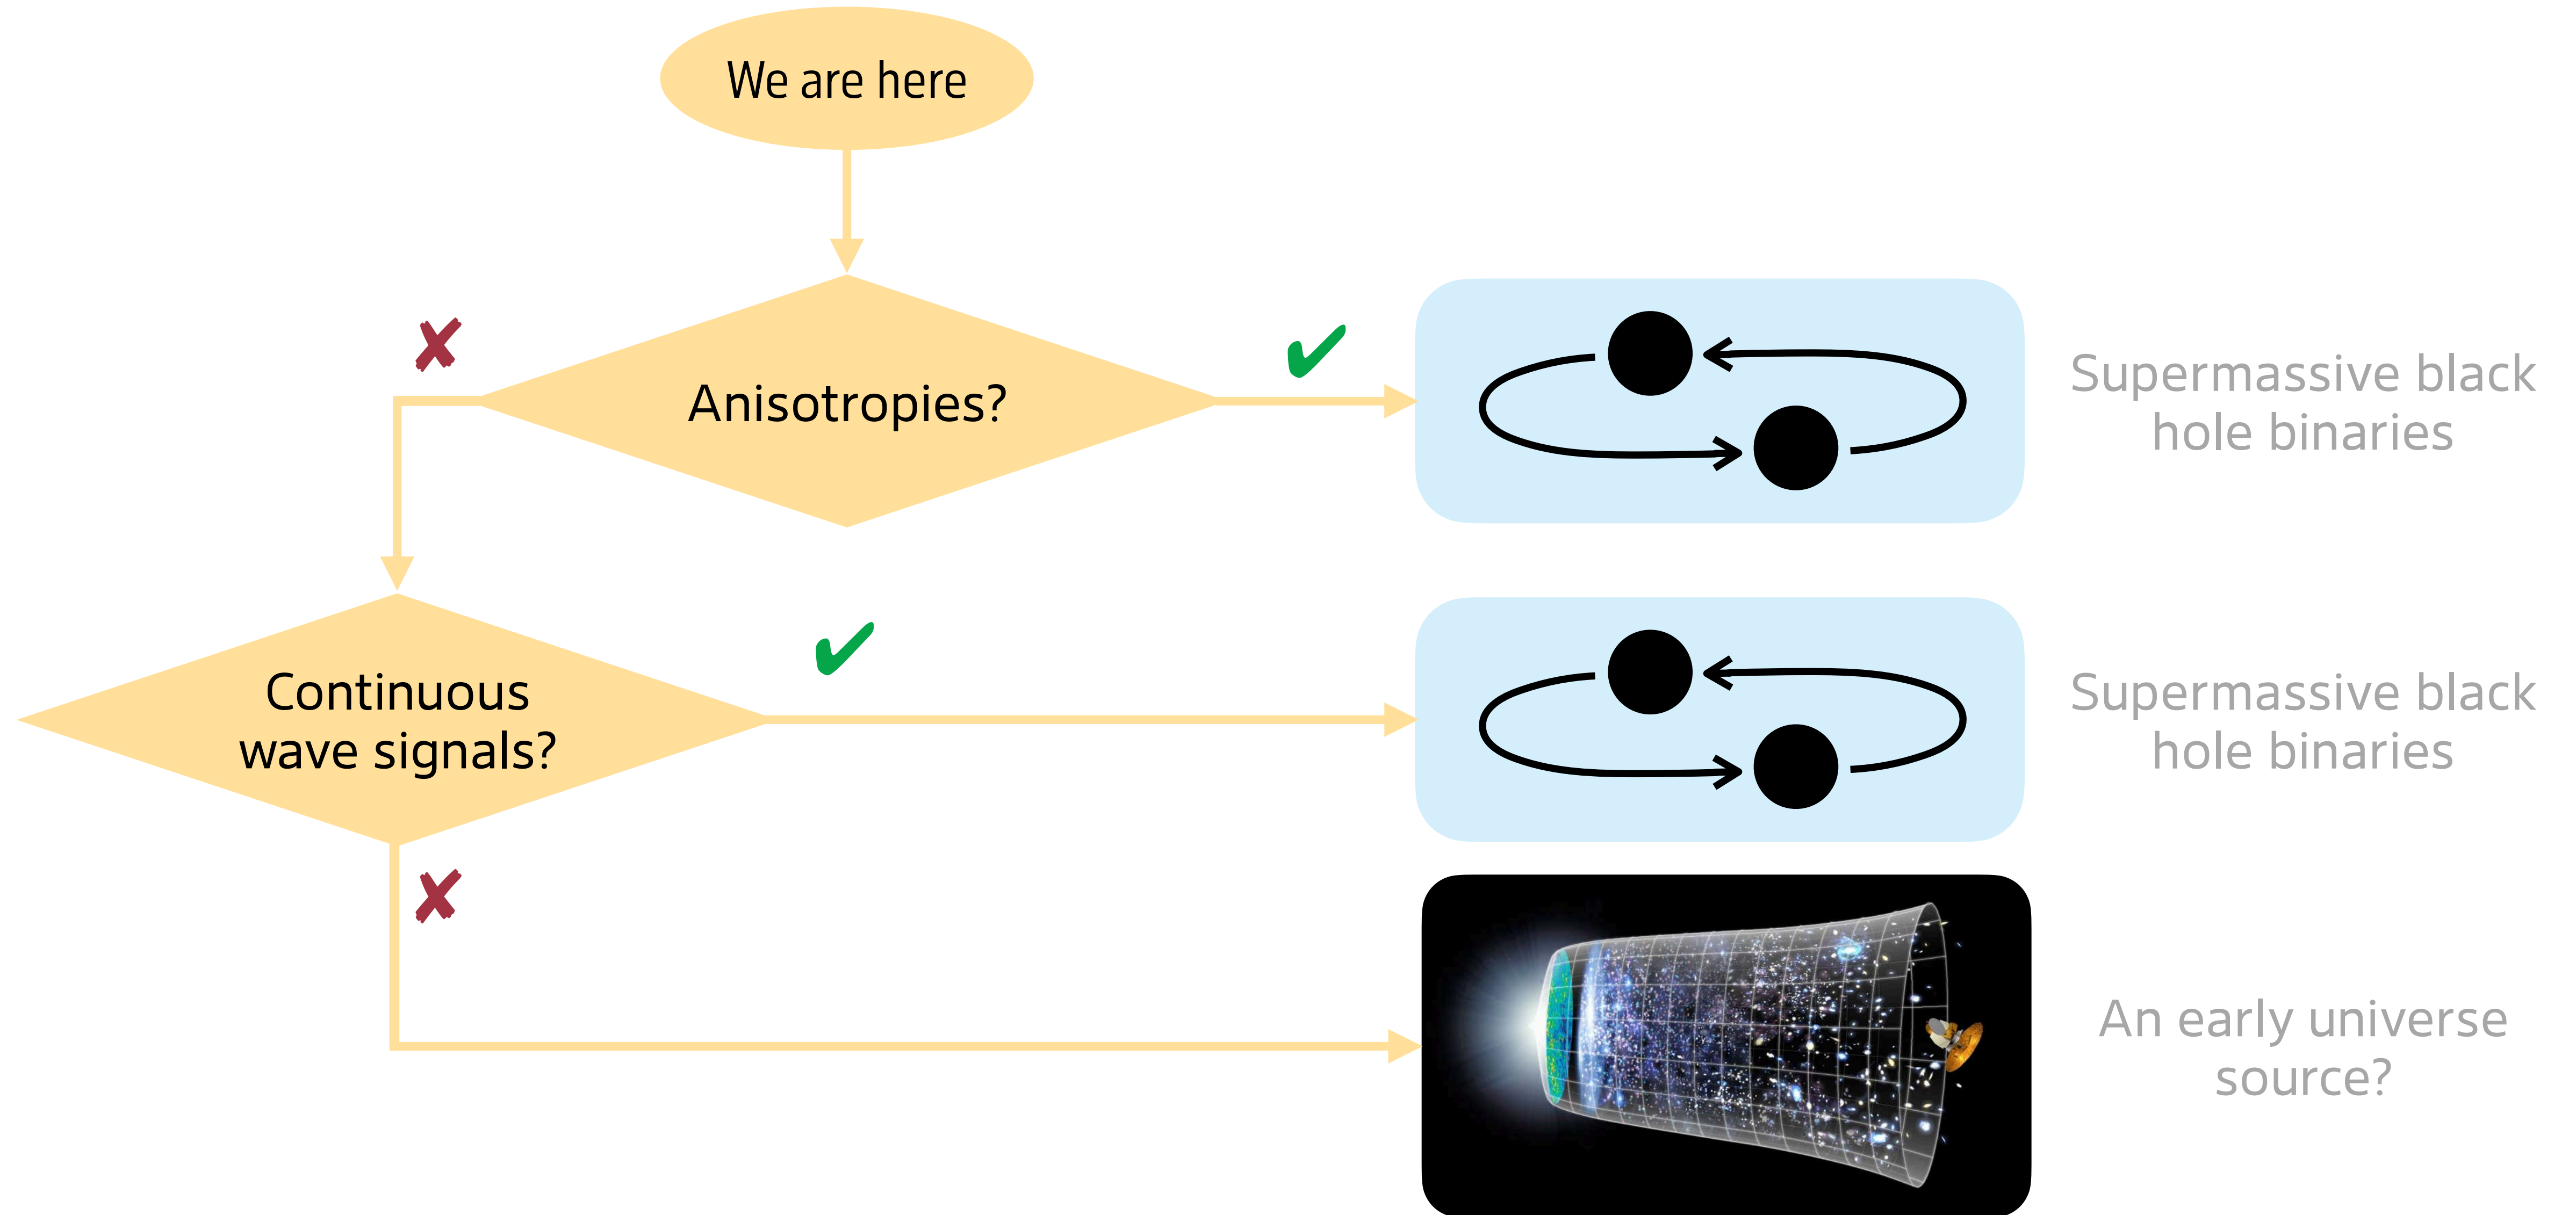 We are here
Anisotropies?
Supermassive black
hole binaries
Continuous
wave signals?
Supermassive black
hole binaries
An early universe
source?